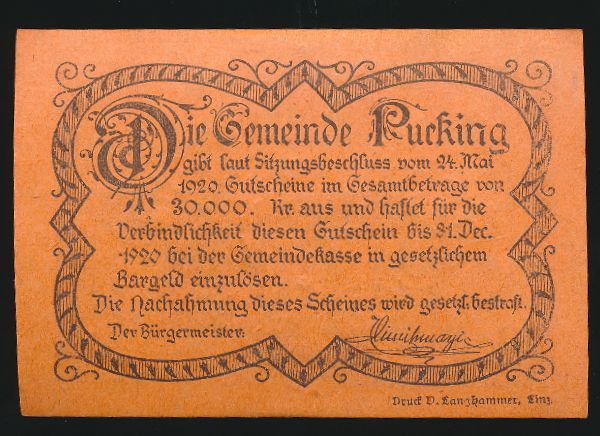 Die Gemeinde Pucking
gibt laut Sitzungsbeschluss vom 24. Mai
1920 Gutscheine im Gesamtbetrage von
30.000. Kr. aus und haftet für die
Verbindlichkeit diesen Gutschein bis 31. Dec.
1920 bei der Gemeindekasse in gesetzlichem
Bargeld einzulösen.
Die Nachahmung dieses Scheines wird gesetzl. bestraft.
Der Bürgermeister:
Druck V. Langhammer, Linz.